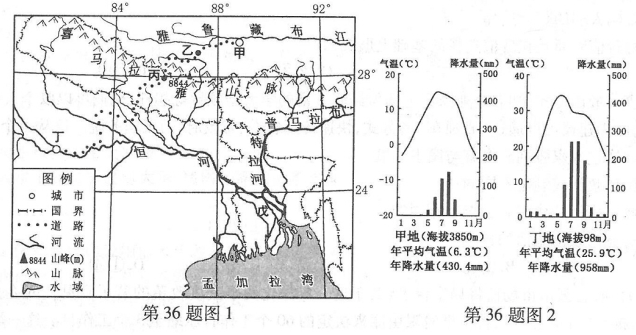 84°
88°
92°
喜
马
拉
雅
山
脉
雅
鲁
藏
布
江
甲
乙
丙
8844
28°
普
特
拉
河
马
拉
布
丁
恒
河
24°
戊
孟加拉湾
图例
城市
国界
道路
河流
8844 山峰(m)
山脉
水域
第36题图1
气温(℃) 降水量(mm)
20 500
10 400
0 300
200
-10 100
-20 0
1 3 5 7 9 11月
甲地(海拔3850m)
年平均气温(6.3℃)
年降水量(430.4mm)
气温(℃) 降水量(mm)
40 500
30 400
20 300
200
10 100
0 0
1 3 5 7 9 11月
丁地(海拔98m)
年平均气温(25.9℃)
年降水量(958mm)
第36题图2